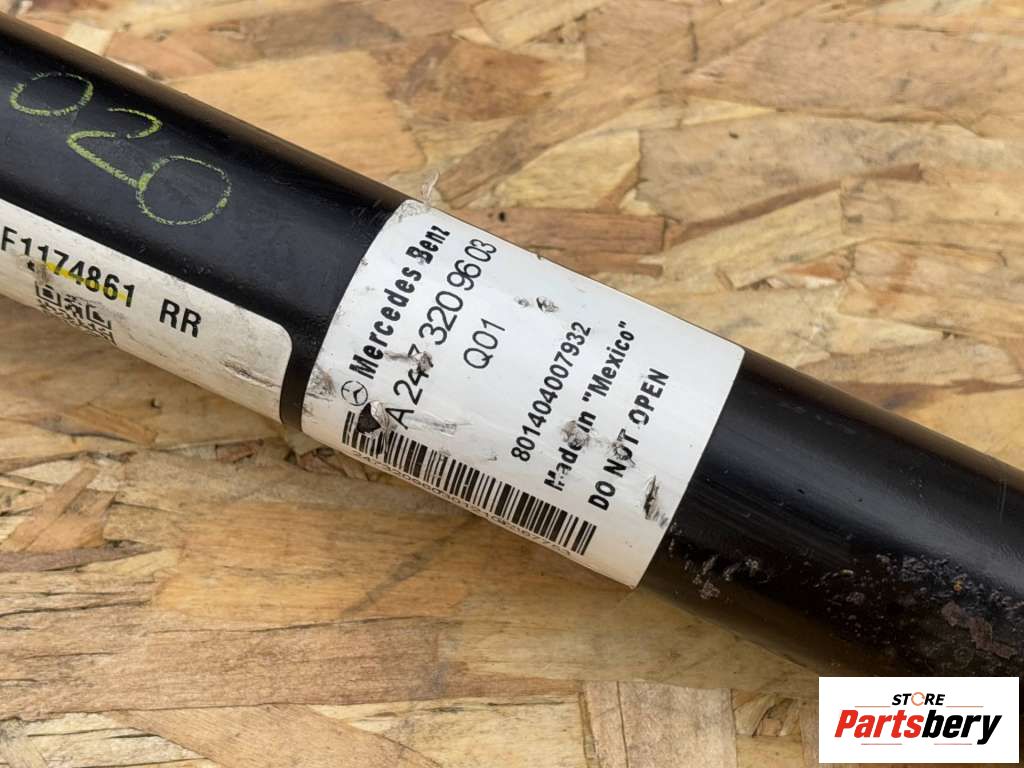 020
F1174861 RR
Mercedes Benz
A 247 320 96 03
Q01
801404007932
Made in "Mexico"
DO NOT OPEN
STORE
Partsbery